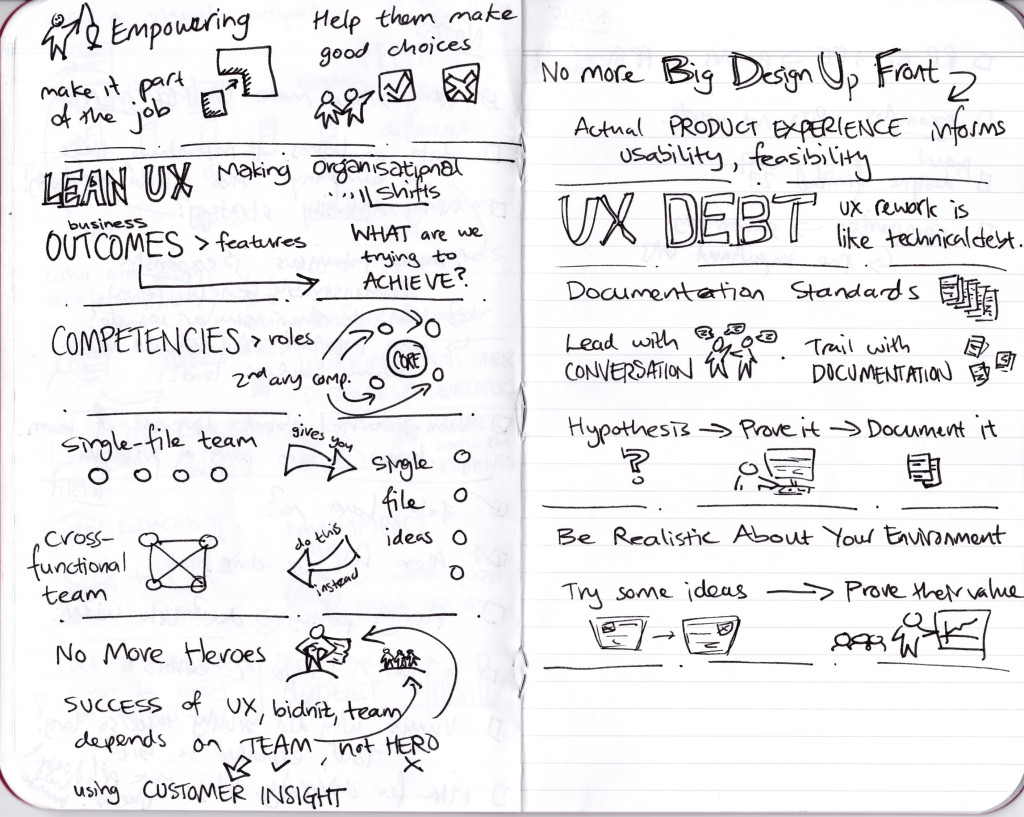 Empowering
make it part
of the job
Help them make
good choices
LEAN UX Making Organisational
shifts
business
OUTCOMES > features
WHAT are we
trying to
ACHIEVE?
COMPETENCIES > roles
2nd ary comp.
CORE
single-file team
gives you
single
file
ideas
Cross-
functional
team
do this
instead
No More Heroes
SUCCESS of UX, bidnit, team
depends on TEAM, not HERO
using CUSTOMER INSIGHT
No more Big Design Up Front
Actual PRODUCT EXPERIENCE informs
usability, feasibility
UX DEBT
UX rework is
like technical debt.
Documentation Standards
Lead with
CONVERSATION
Trail with
DOCUMENTATION
Hypothesis → Prove it → Document it
?
Be Realistic About Your Environment
Try some ideas → Prove their value